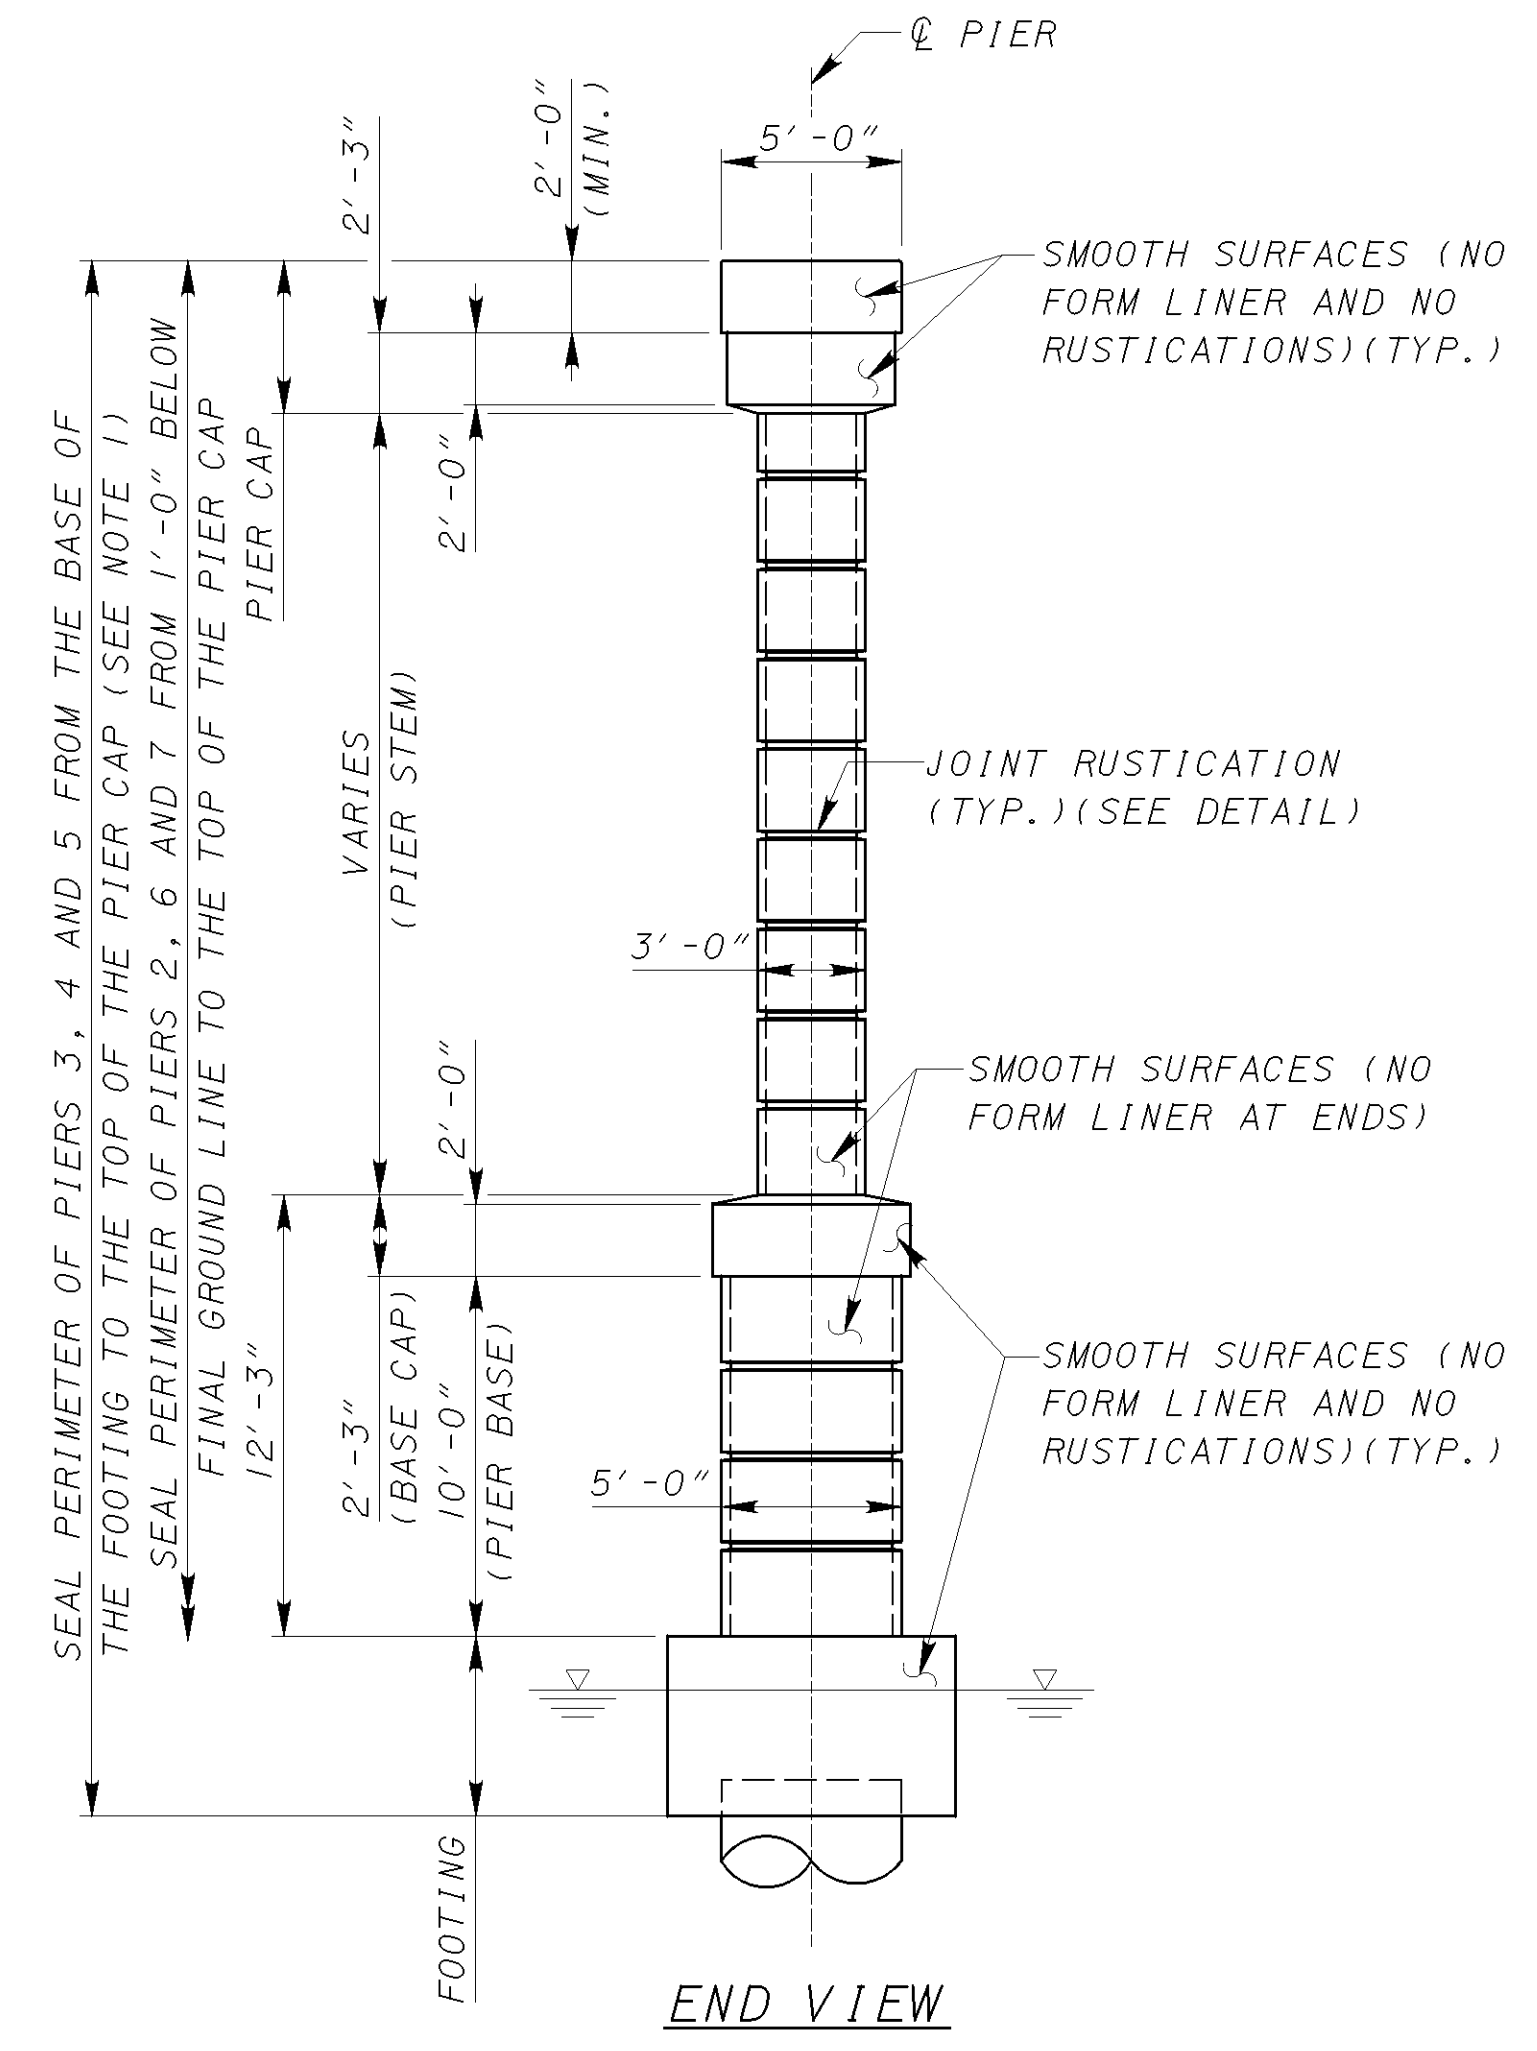 ℄ PIER
5'-0"
2'-0"
(MIN.)
2'-3"
SMOOTH SURFACES (NO
FORM LINER AND NO
RUSTICATIONS)(TYP.)
SEAL PERIMETER OF PIERS 3, 4 AND 5 FROM THE BASE OF
THE FOOTING TO THE TOP OF THE PIER CAP (SEE NOTE 1)
SEAL PERIMETER OF PIERS 2, 6 AND 7 FROM 1'-0" BELOW
FINAL GROUND LINE TO THE TOP OF THE PIER CAP
PIER CAP
2'-0"
VARIES
(PIER STEM)
JOINT RUSTICATION
(TYP.)(SEE DETAIL)
3'-0"
2'-0"
SMOOTH SURFACES (NO
FORM LINER AT ENDS)
12'-3"
2'-3"
(BASE CAP)
10'-0"
(PIER BASE)
5'-0"
SMOOTH SURFACES (NO
FORM LINER AND NO
RUSTICATIONS)(TYP.)
FOOTING
END VIEW